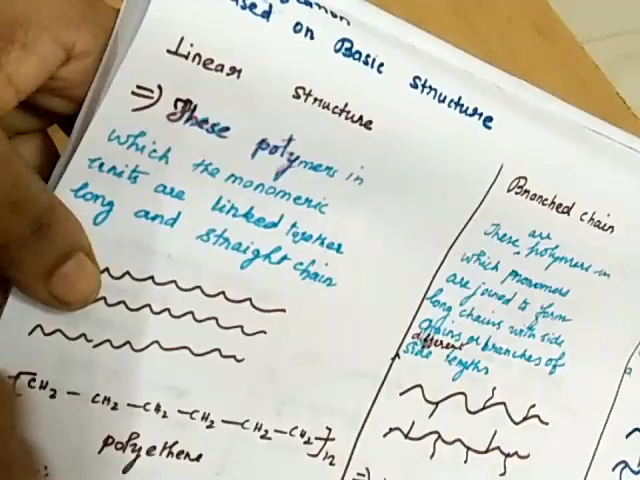 Based on Basic structure
Linear structure
⇒ These polymers in
which the monomeric
units are linked together
long and straight chain
[CH2 - CH2 - CH2 - CH2 - CH2 - CH2]n
polyethene
Branched chain
are
These polymers in
which monomers
are joined to form
long chains with side
chains or branches of
different
side lengths